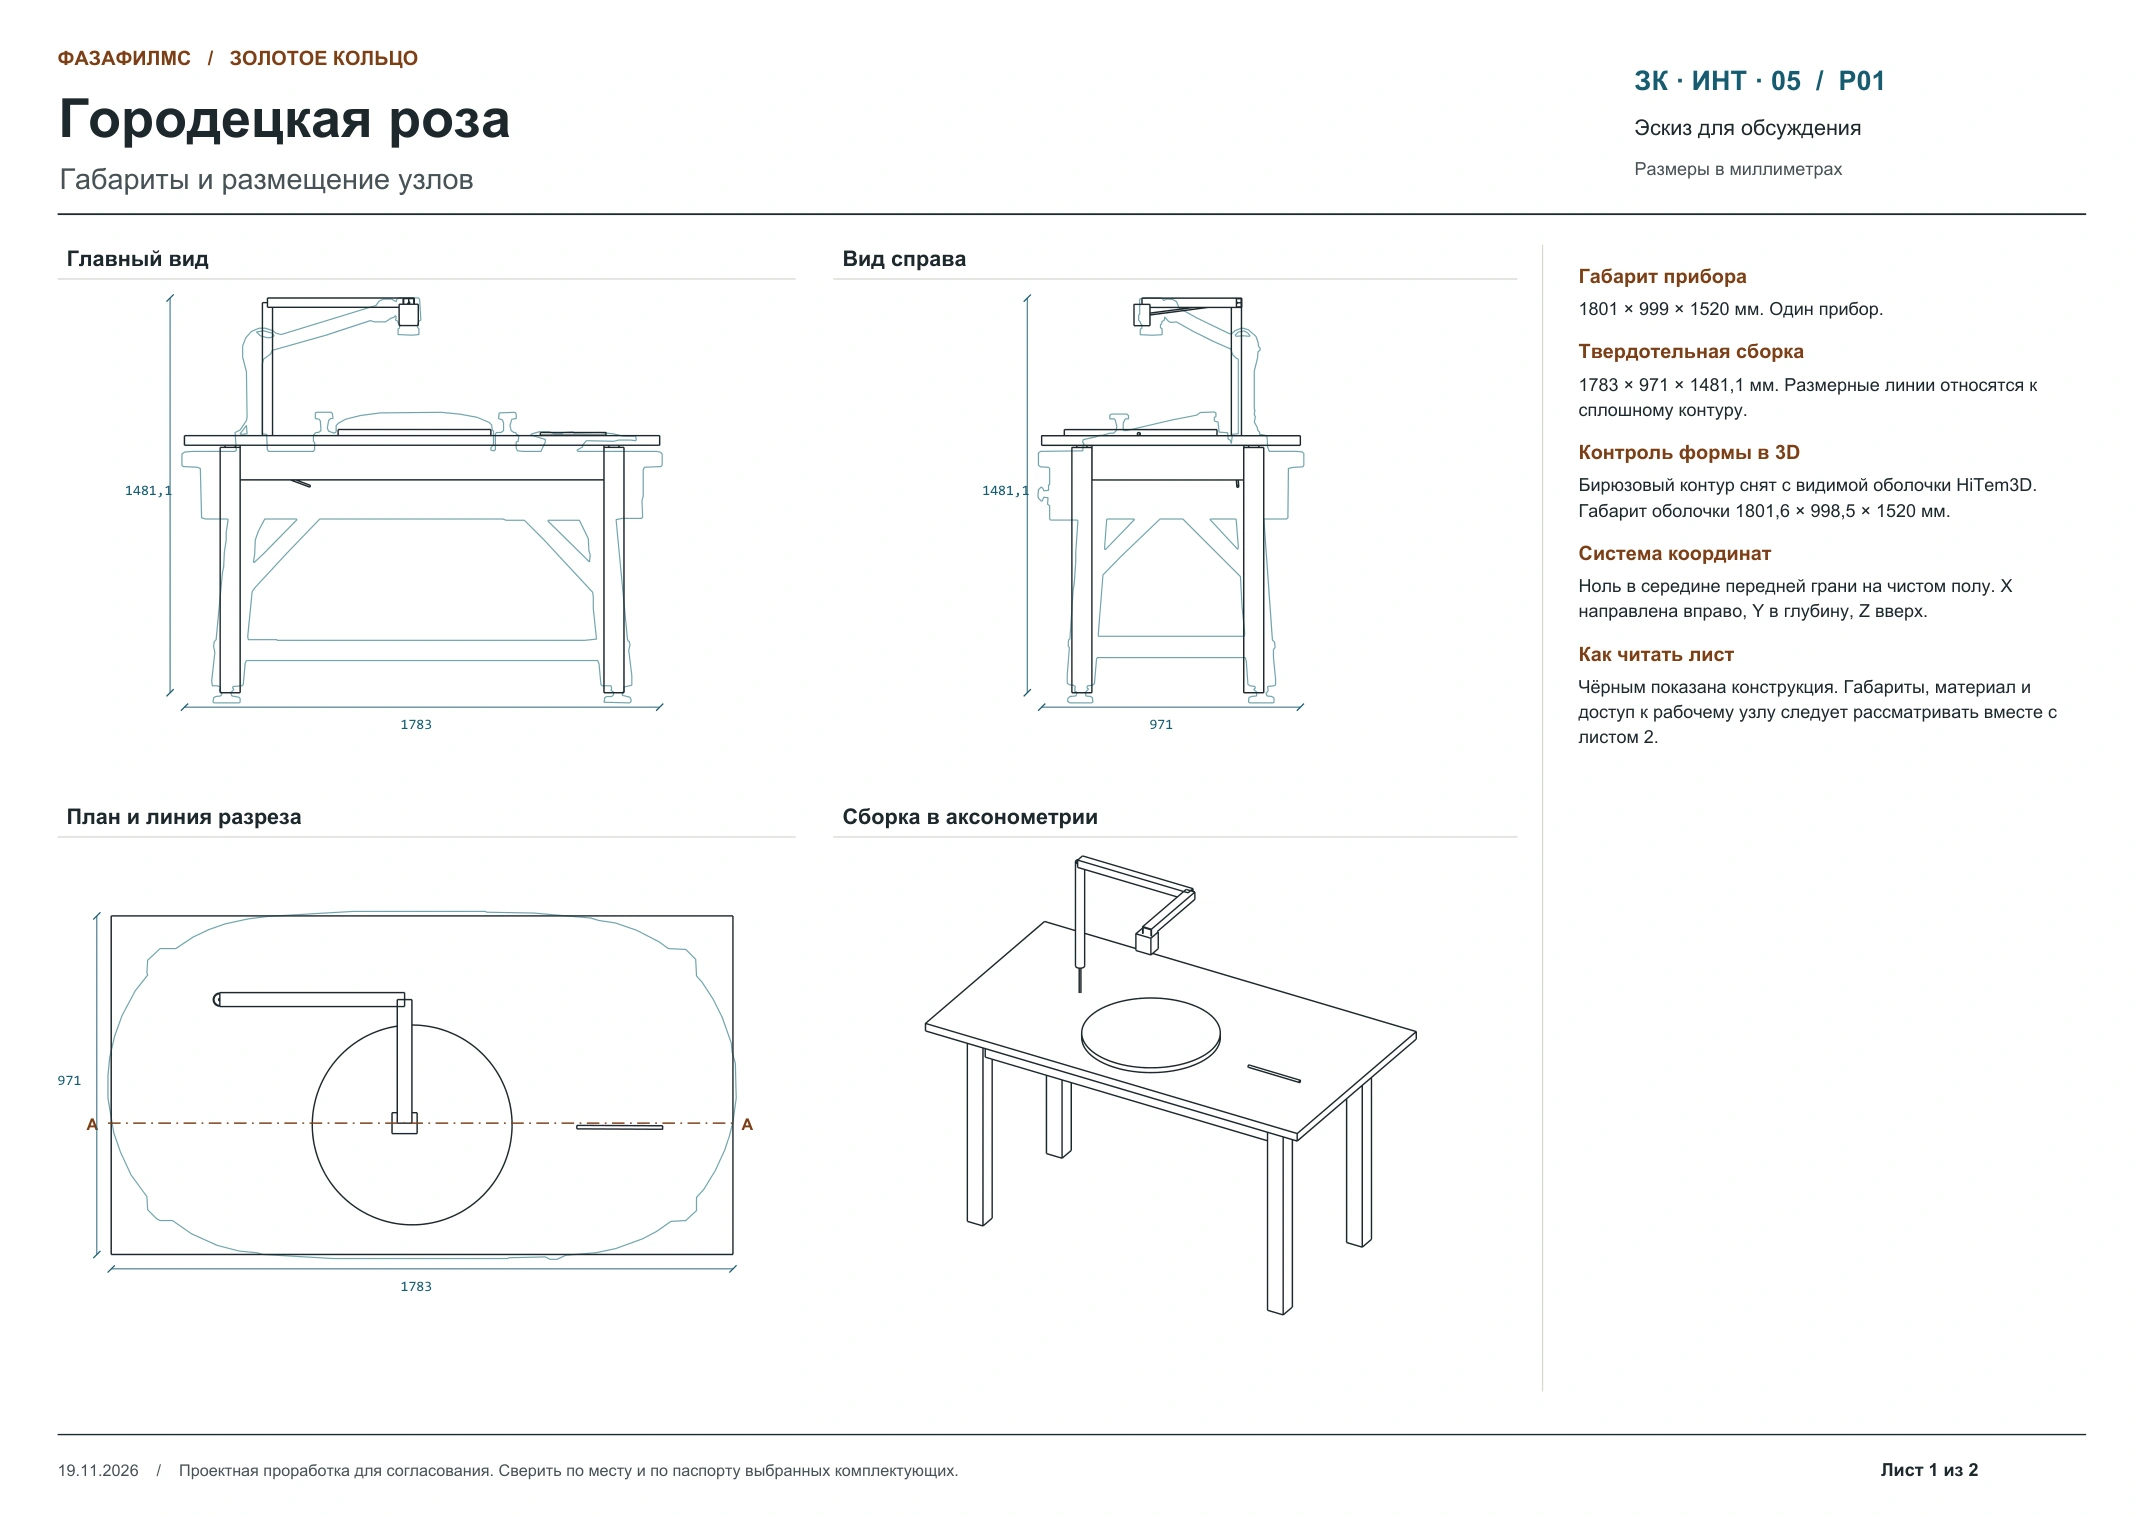 ФАЗАФИЛМС / ЗОЛОТОЕ КОЛЬЦО
Городецкая роза
Габариты и размещение узлов
ЗК · ИНТ · 05 / Р01
Эскиз для обсуждения
Размеры в миллиметрах
Главный вид
1481,1
1783
Вид справа
1481,1
971
План и линия разреза
971
А
А
1783
Сборка в аксонометрии
Габарит прибора
1801 × 999 × 1520 мм. Один прибор.
Твердотельная сборка
1783 × 971 × 1481,1 мм. Размерные линии относятся к
сплошному контуру.
Контроль формы в 3D
Бирюзовый контур снят с видимой оболочки HiTem3D.
Габарит оболочки 1801,6 × 998,5 × 1520 мм.
Система координат
Ноль в середине передней грани на чистом полу. X
направлена вправо, Y в глубину, Z вверх.
Как читать лист
Чёрным показана конструкция. Габариты, материал и
доступ к рабочему узлу следует рассматривать вместе с
листом 2.
19.11.2026 / Проектная проработка для согласования. Сверить по месту и по паспорту выбранных комплектующих.
Лист 1 из 2